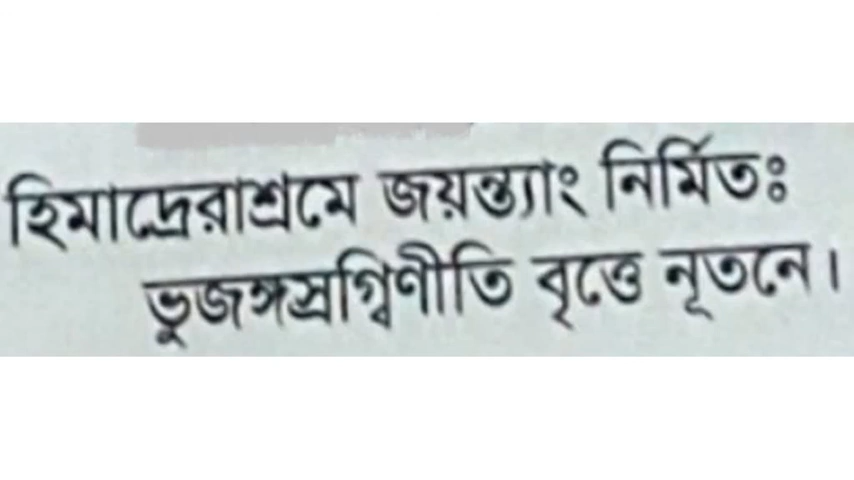 হিমাদ্রেরাশ্রমে জয়ন্ত্যাং নির্মিতঃ
ভুজঙ্গস্রগ্বিণীতি বৃত্তে নূতনে।